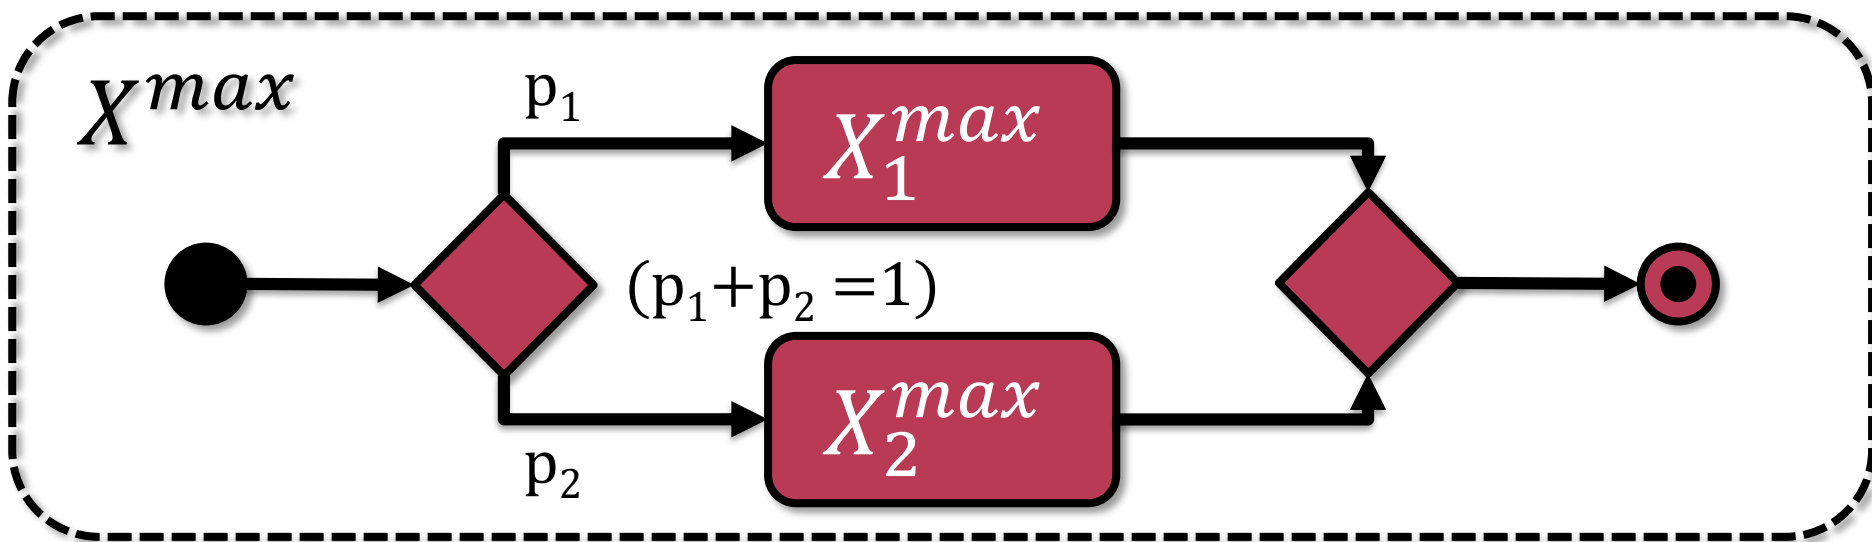 X^max
p₁
X₁^max
(p₁+p₂ =1)
X₂^max
p₂